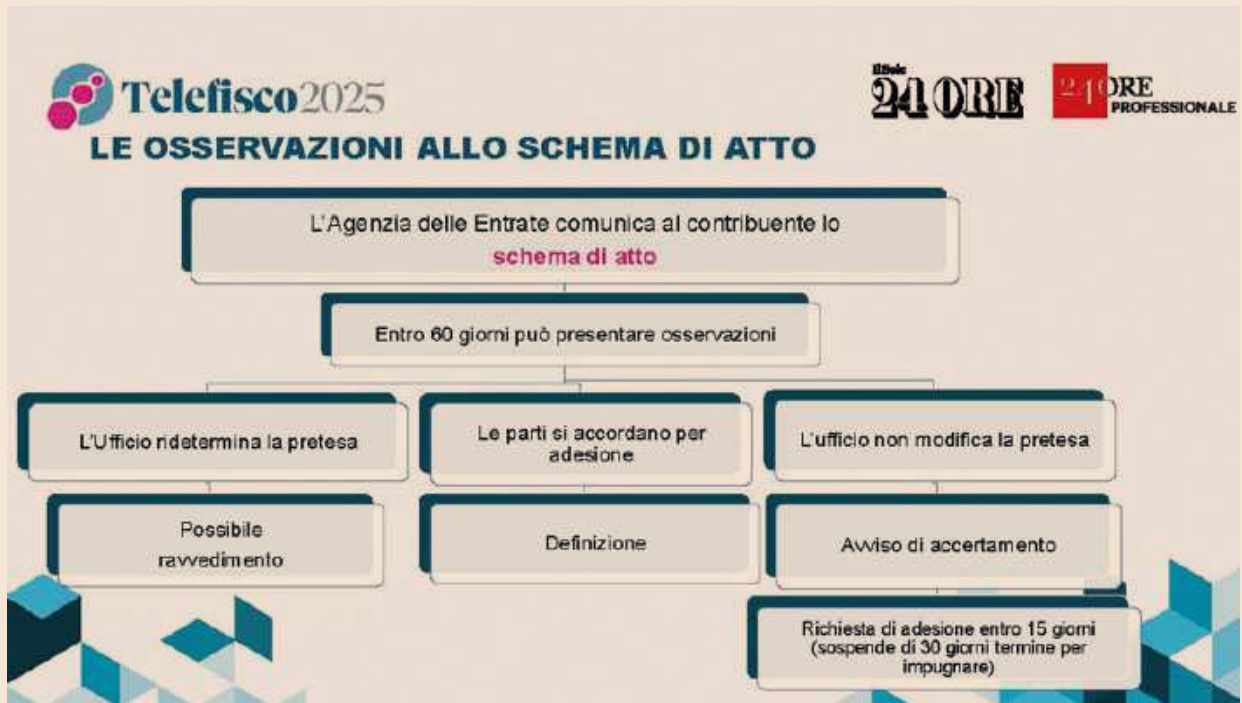 Telefisco 2025
il Sole
24 ORE
24 ORE
PROFESSIONALE
LE OSSERVAZIONI ALLO SCHEMA DI ATTO
L'Agenzia delle Entrate comunica al contribuente lo
schema di atto
Entro 60 giorni può presentare osservazioni
L'Ufficio ridetermina la pretesa
Le parti si accordano per
adesione
L'ufficio non modifica la pretesa
Possibile
ravvedimento
Definizione
Avviso di accertamento
Richiesta di adesione entro 15 giorni
(sospende di 30 giorni termine per
impugnare)